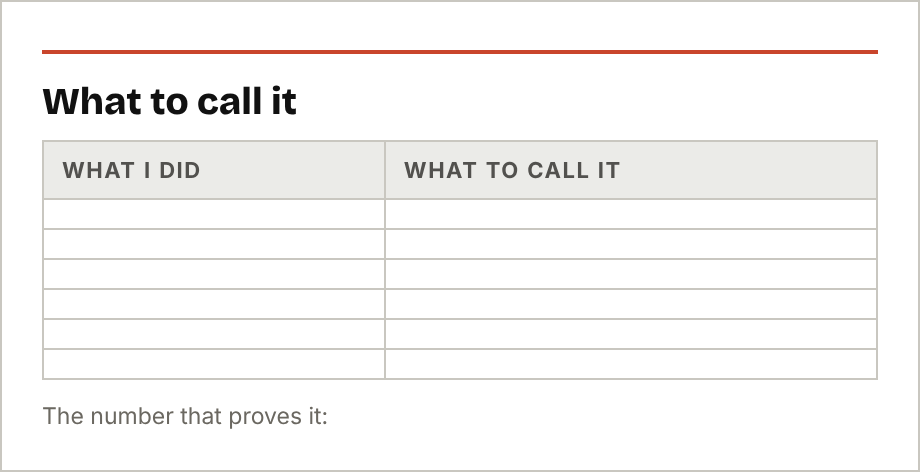 What to call it
WHAT I DID
WHAT TO CALL IT
The number that proves it: